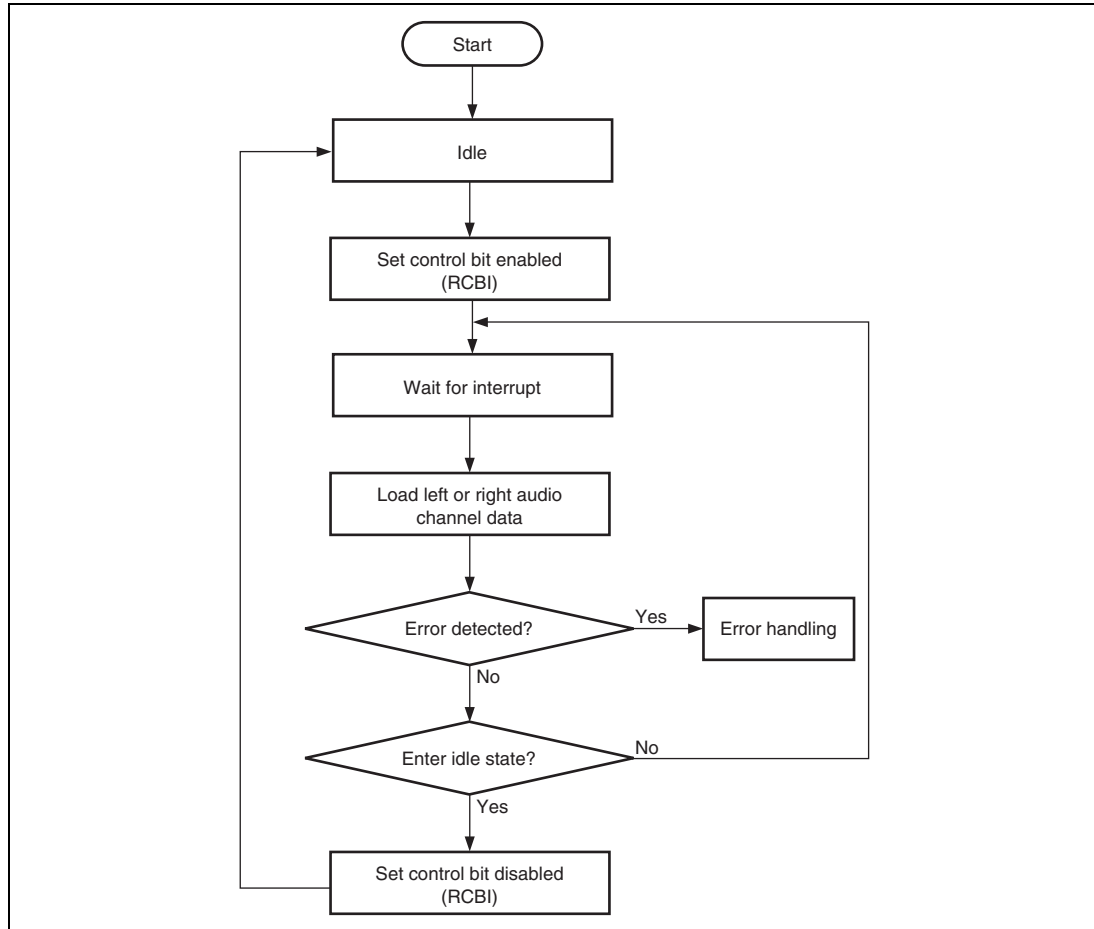 Start
Idle
Set control bit enabled
(RCBI)
Wait for interrupt
Load left or right audio
channel data
Error detected?
Yes
Error handling
No
Enter idle state?
No
Yes
Set control bit disabled
(RCBI)